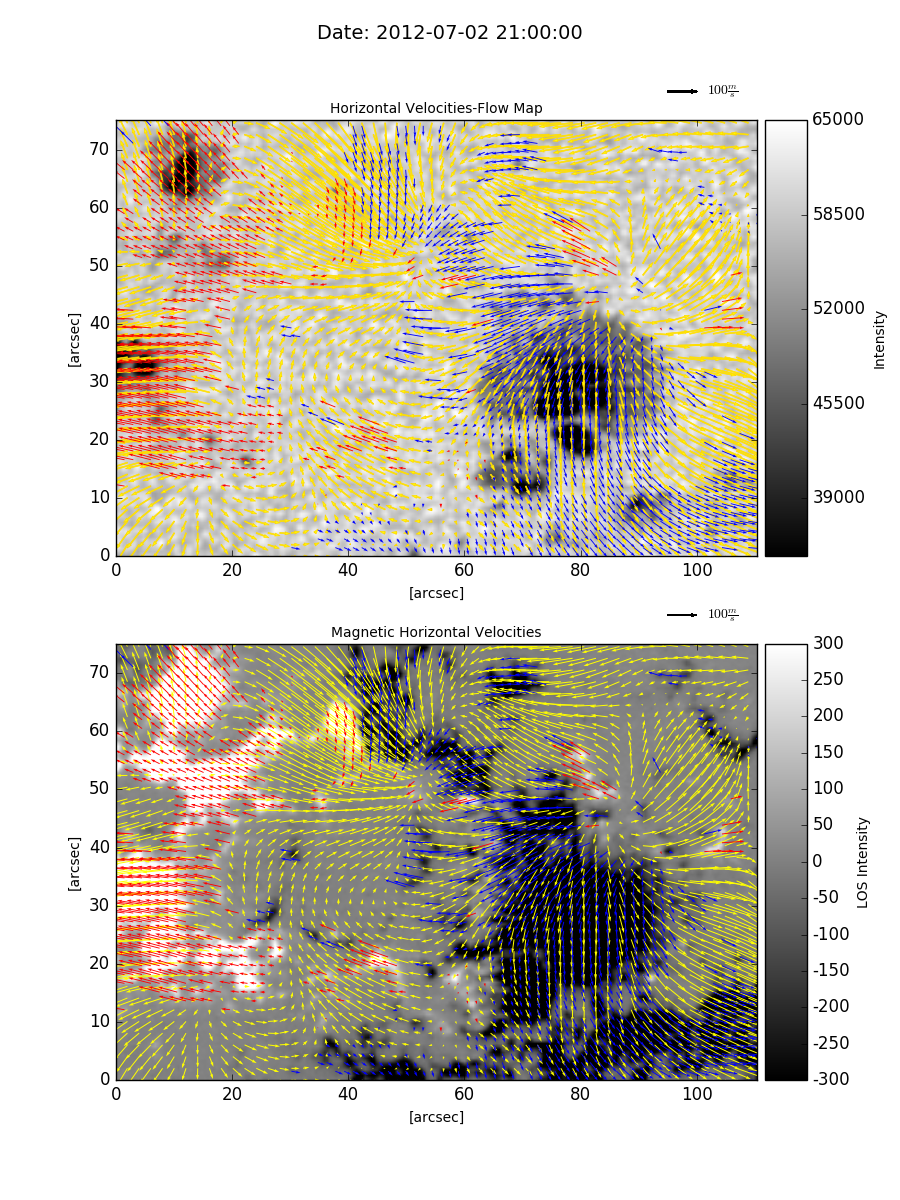 Date: 2012-07-02 21:00:00
100 m/s
Horizontal Velocities-Flow Map
70
60
50
40
30
20
10
0
[arcsec]
0 20 40 60 80 100
[arcsec]
65000
58500
52000
45500
39000
Intensity
100 m/s
Magnetic Horizontal Velocities
70
60
50
40
30
20
10
0
[arcsec]
0 20 40 60 80 100
[arcsec]
300
250
200
150
100
50
0
-50
-100
-150
-200
-250
-300
LOS Intensity